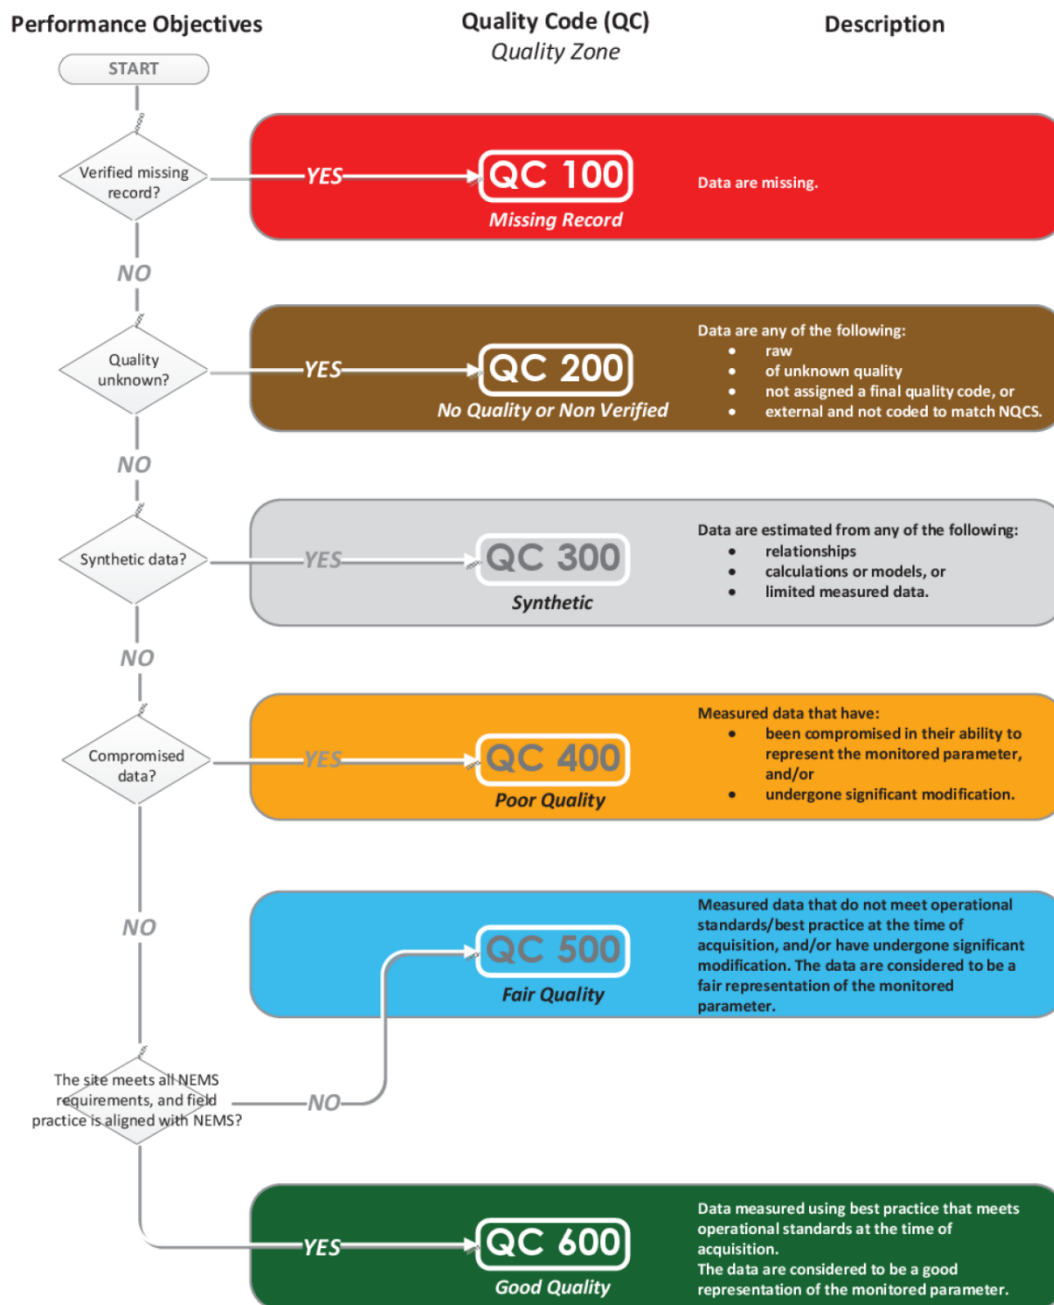 Performance Objectives
Quality Code (QC)
Quality Zone
Description
START
Verified missing
record?
YES
QC 100
Missing Record
Data are missing.
NO
Quality
unknown?
YES
QC 200
No Quality or Non Verified
Data are any of the following:
• raw
• of unknown quality
• not assigned a final quality code, or
• external and not coded to match NQCS.
NO
Synthetic data?
YES
QC 300
Synthetic
Data are estimated from any of the following:
• relationships
• calculations or models, or
• limited measured data.
NO
Compromised
data?
YES
QC 400
Poor Quality
Measured data that have:
• been compromised in their ability to
represent the monitored parameter,
and/or
• undergone significant modification.
NO
QC 500
Fair Quality
Measured data that do not meet operational
standards/best practice at the time of
acquisition, and/or have undergone significant
modification. The data are considered to be a
fair representation of the monitored
parameter.
The site meets all NEMS
requirements, and field
practice is aligned with NEMS?
NO
YES
QC 600
Good Quality
Data measured using best practice that meets
operational standards at the time of
acquisition.
The data are considered to be a good
representation of the monitored parameter.